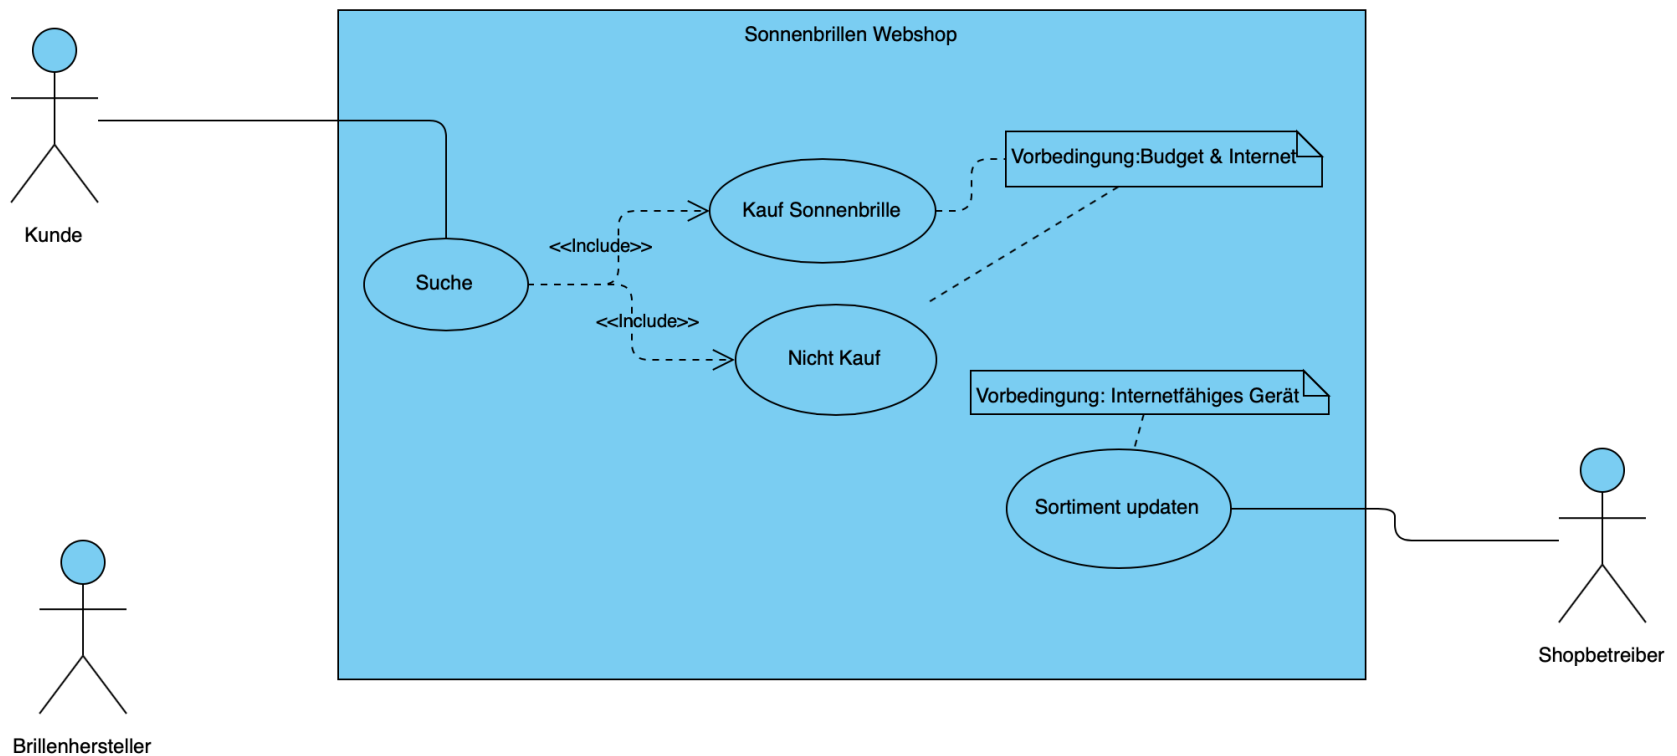 Sonnenbrillen Webshop
Vorbedingung:Budget & Internet
Kauf Sonnenbrille
Kunde
<<Include>>
Suche
<<Include>>
Nicht Kauf
Vorbedingung: Internetfähiges Gerät
Sortiment updaten
Shopbetreiber
Brillenhersteller